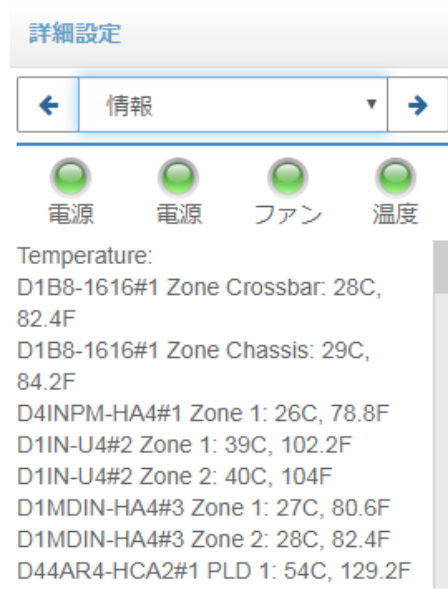 詳細設定
情報
電源 電源 ファン 温度
Temperature:
D1B8-1616#1 Zone Crossbar: 28C,
82.4F
D1B8-1616#1 Zone Chassis: 29C,
84.2F
D4INPM-HA4#1 Zone 1: 26C, 78.8F
D1IN-U4#2 Zone 1: 39C, 102.2F
D1IN-U4#2 Zone 2: 40C, 104F
D1MDIN-HA4#3 Zone 1: 27C, 80.6F
D1MDIN-HA4#3 Zone 2: 28C, 82.4F
D44AR4-HCA2#1 PLD 1: 54C, 129.2F